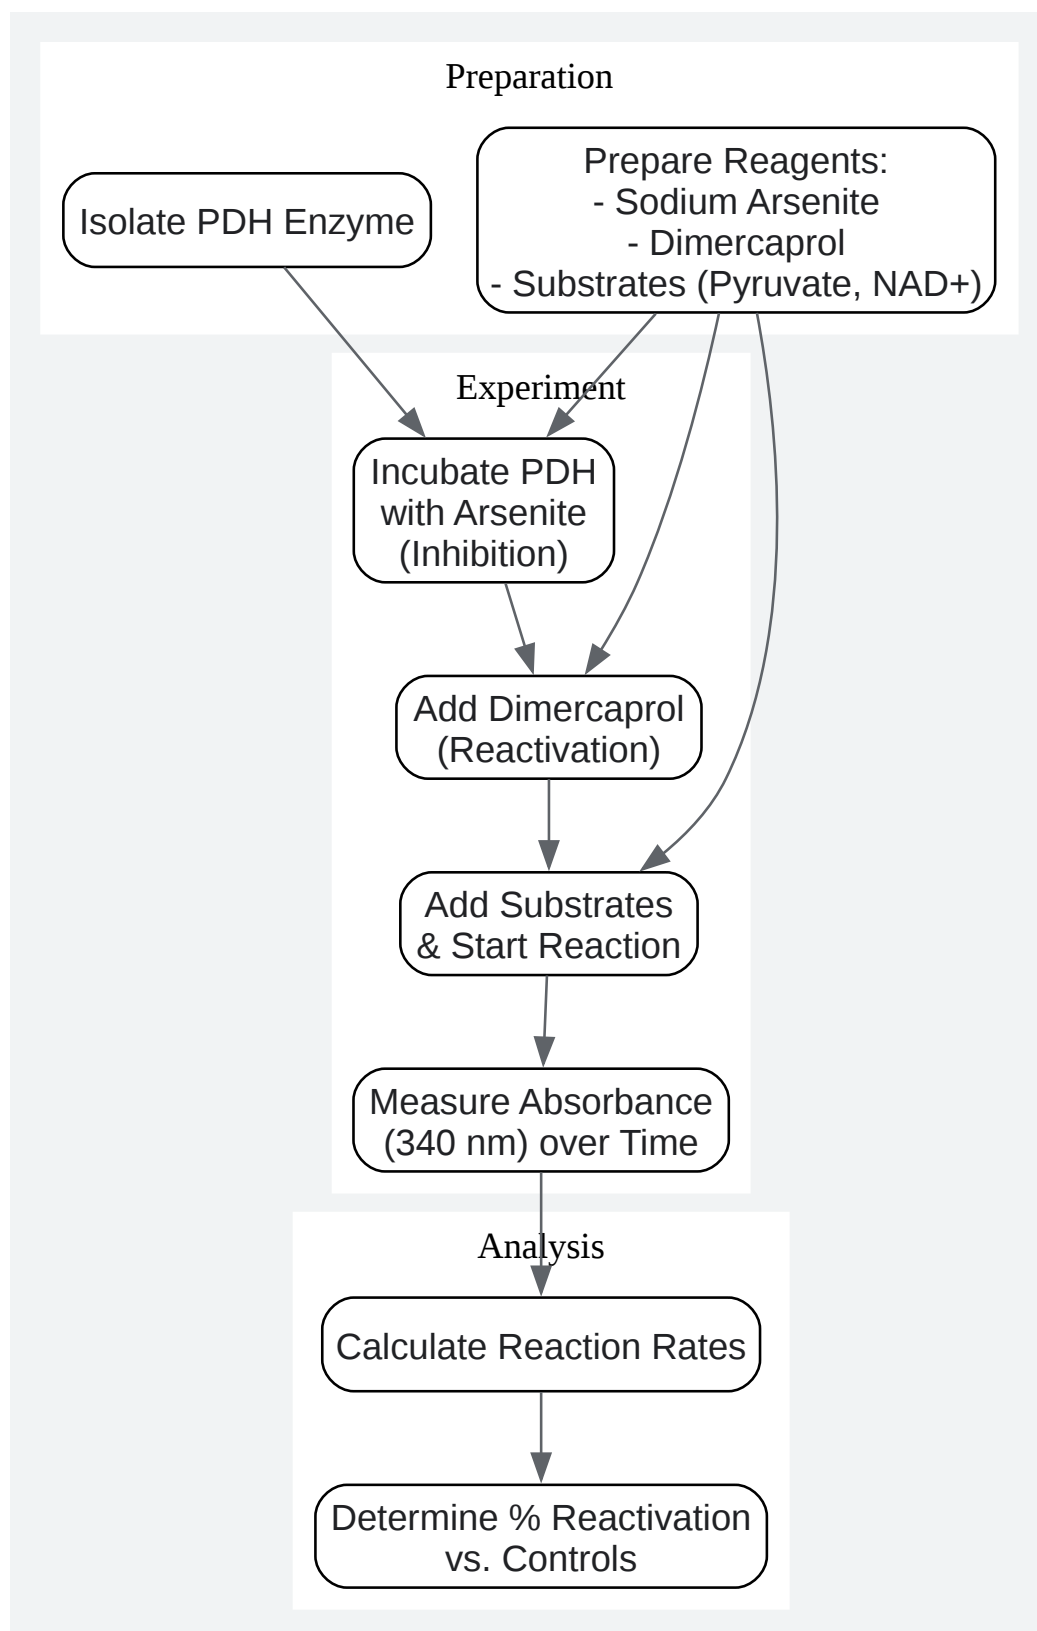 Preparation
Isolate PDH Enzyme
Prepare Reagents:
- Sodium Arsenite
- Dimercaprol
- Substrates (Pyruvate, NAD+)
Experiment
Incubate PDH
with Arsenite
(Inhibition)
Add Dimercaprol
(Reactivation)
Add Substrates
& Start Reaction
Measure Absorbance
(340 nm) over Time
Analysis
Calculate Reaction Rates
Determine % Reactivation
vs. Controls